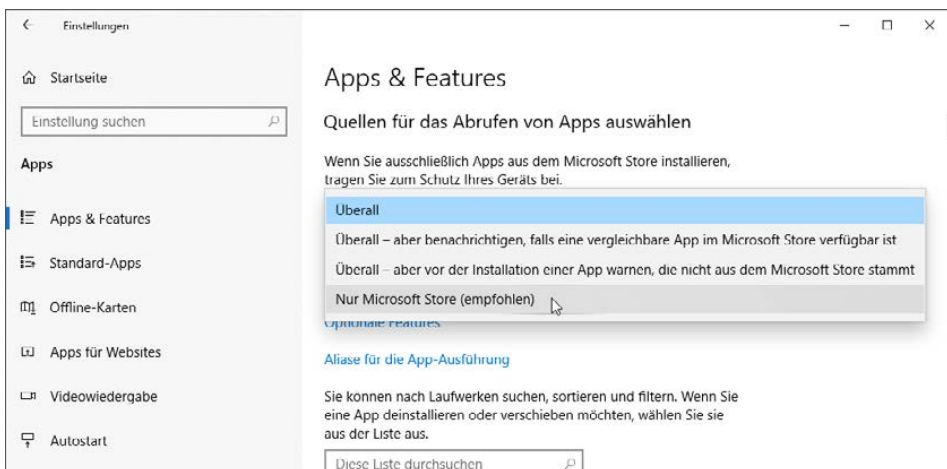 Einstellungen
Startseite
Einstellung suchen
Apps
Apps & Features
Standard-Apps
Offline-Karten
Apps für Websites
Videowiedergabe
Autostart
Apps & Features
Quellen für das Abrufen von Apps auswählen
Wenn Sie ausschließlich Apps aus dem Microsoft Store installieren,
tragen Sie zum Schutz Ihres Geräts bei.
Überall
Überall – aber benachrichtigen, falls eine vergleichbare App im Microsoft Store verfügbar ist
Überall – aber vor der Installation einer App warnen, die nicht aus dem Microsoft Store stammt
Nur Microsoft Store (empfohlen)
Optionale Features
Aliase für die App-Ausführung
Sie können nach Laufwerken suchen, sortieren und filtern. Wenn Sie
eine App deinstallieren oder verschieben möchten, wählen Sie sie
aus der Liste aus.
Diese Liste durchsuchen